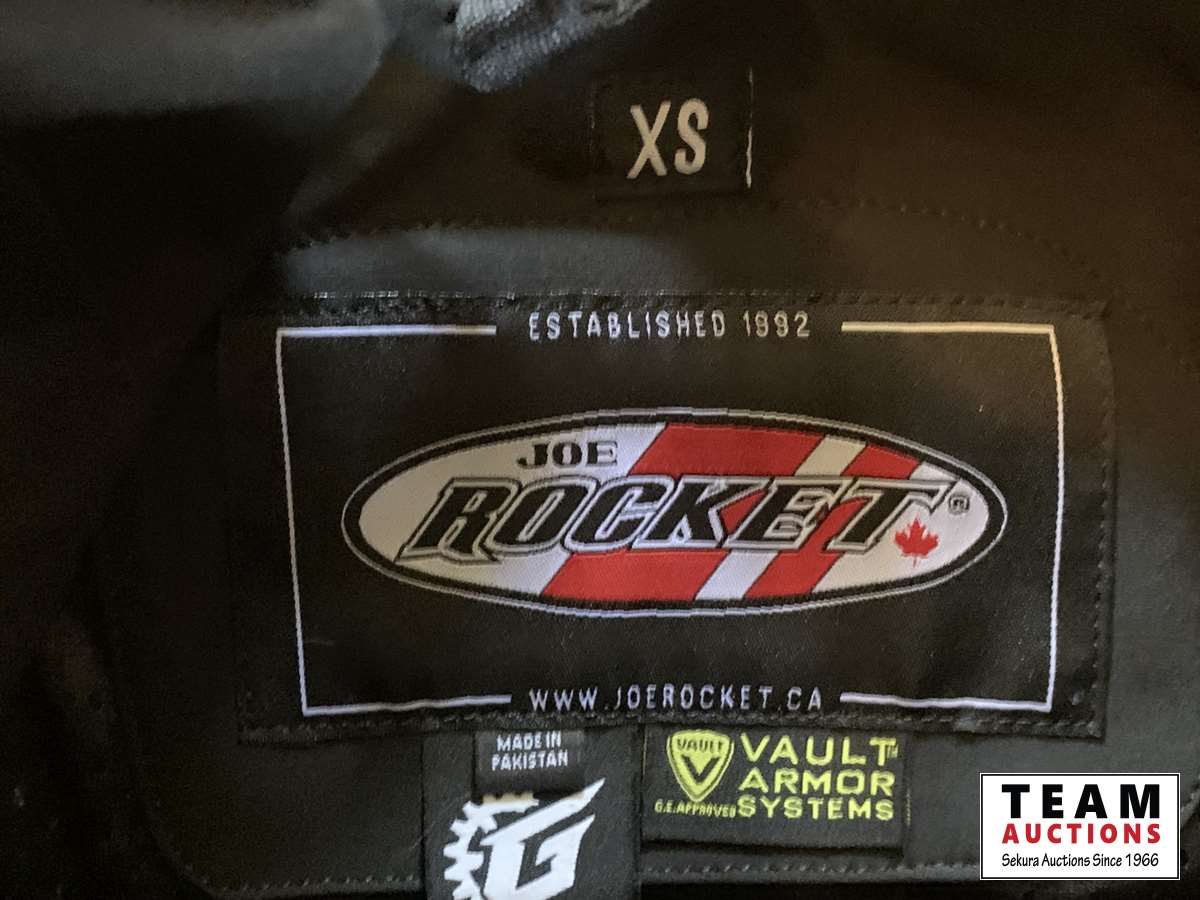 XS
ESTABLISHED 1992
JOE
ROCKET®
WWW.JOEROCKET.CA
MADE IN
PAKISTAN
VAULT
VAULT™
ARMOR
G.E.APPROVED SYSTEMS
G
TEAM
AUCTIONS
Sekura Auctions Since 1966